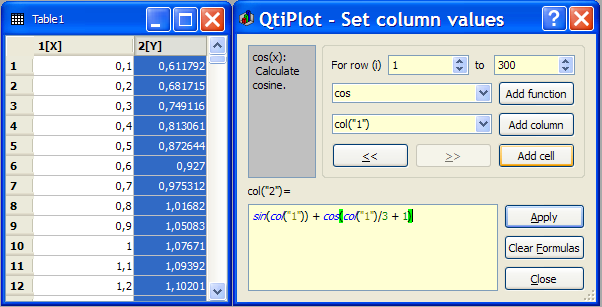 Table1
1[X] 2[Y]
1 0,1 0,611792
2 0,2 0,681715
3 0,3 0,749116
4 0,4 0,813061
5 0,5 0,872644
6 0,6 0,927
7 0,7 0,975312
8 0,8 1,01682
9 0,9 1,05083
10 1 1,07671
11 1,1 1,09392
12 1,2 1,10201
QtiPlot - Set column values
cos(x):
Calculate
cosine.
For row (i) 1 to 300
cos Add function
col("1") Add column
<< >> Add cell
col("2")=
sin(col("1")) + cos(col("1")/3 + 1)
Apply
Clear Formulas
Close